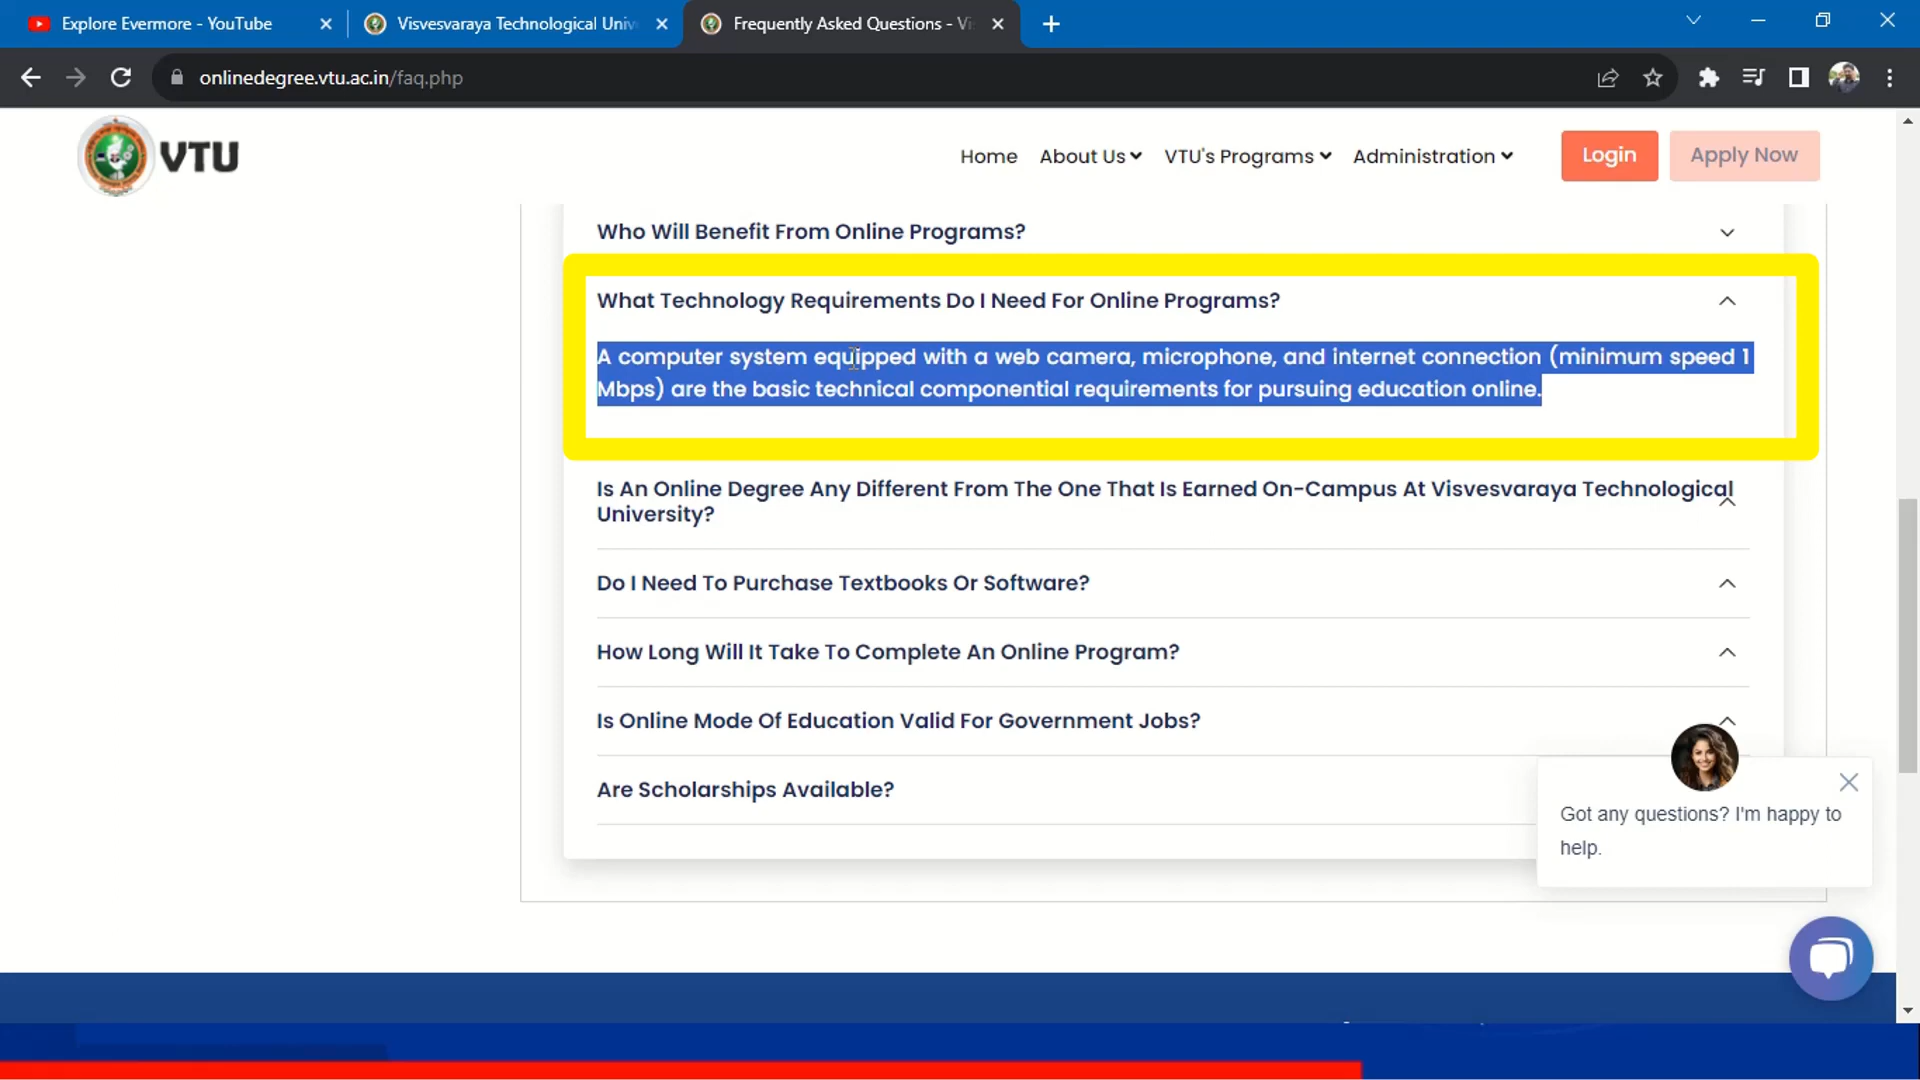 Explore Evermore - YouTube
Visvesvaraya Technological Univ
Frequently Asked Questions - Vi
onlinedegree.vtu.ac.in/faq.php
VTU
Home
About Us
VTU's Programs
Administration
Login
Apply Now
Who Will Benefit From Online Programs?
What Technology Requirements Do I Need For Online Programs?
A computer system equipped with a web camera, microphone, and internet connection (minimum speed 1
Mbps) are the basic technical componential requirements for pursuing education online.
Is An Online Degree Any Different From The One That Is Earned On-Campus At Visvesvaraya Technological
University?
Do I Need To Purchase Textbooks Or Software?
How Long Will It Take To Complete An Online Program?
Is Online Mode Of Education Valid For Government Jobs?
Are Scholarships Available?
Got any questions? I'm happy to
help.